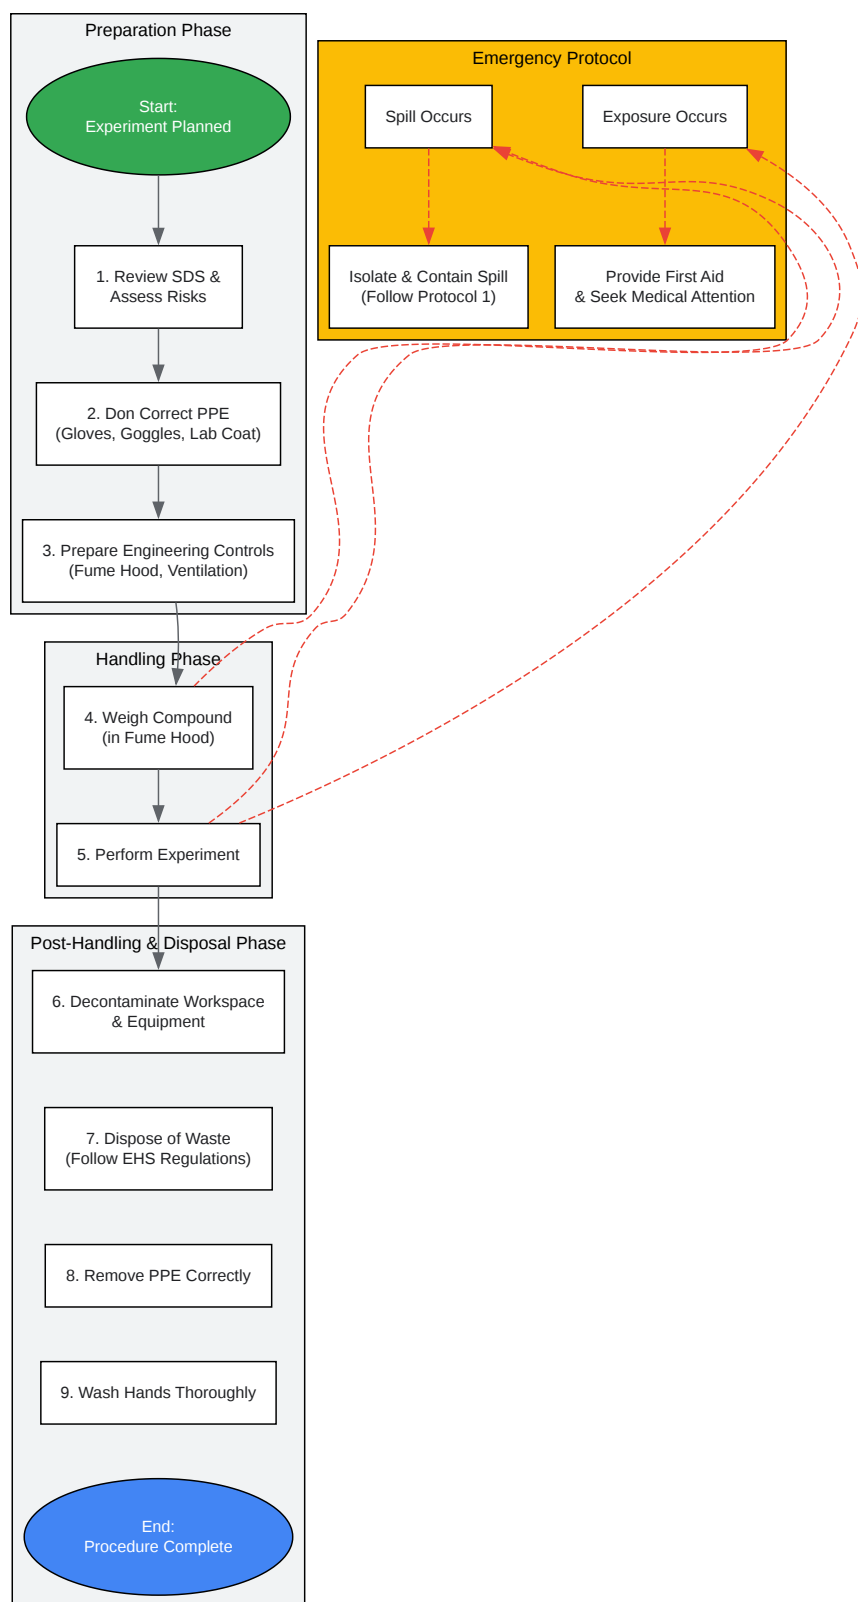 Preparation Phase
Start:
Experiment Planned
1. Review SDS &
Assess Risks
2. Don Correct PPE
(Gloves, Goggles, Lab Coat)
3. Prepare Engineering Controls
(Fume Hood, Ventilation)
Emergency Protocol
Spill Occurs
Exposure Occurs
Isolate & Contain Spill
(Follow Protocol 1)
Provide First Aid
& Seek Medical Attention
Handling Phase
4. Weigh Compound
(in Fume Hood)
5. Perform Experiment
Post-Handling & Disposal Phase
6. Decontaminate Workspace
& Equipment
7. Dispose of Waste
(Follow EHS Regulations)
8. Remove PPE Correctly
9. Wash Hands Thoroughly
End:
Procedure Complete